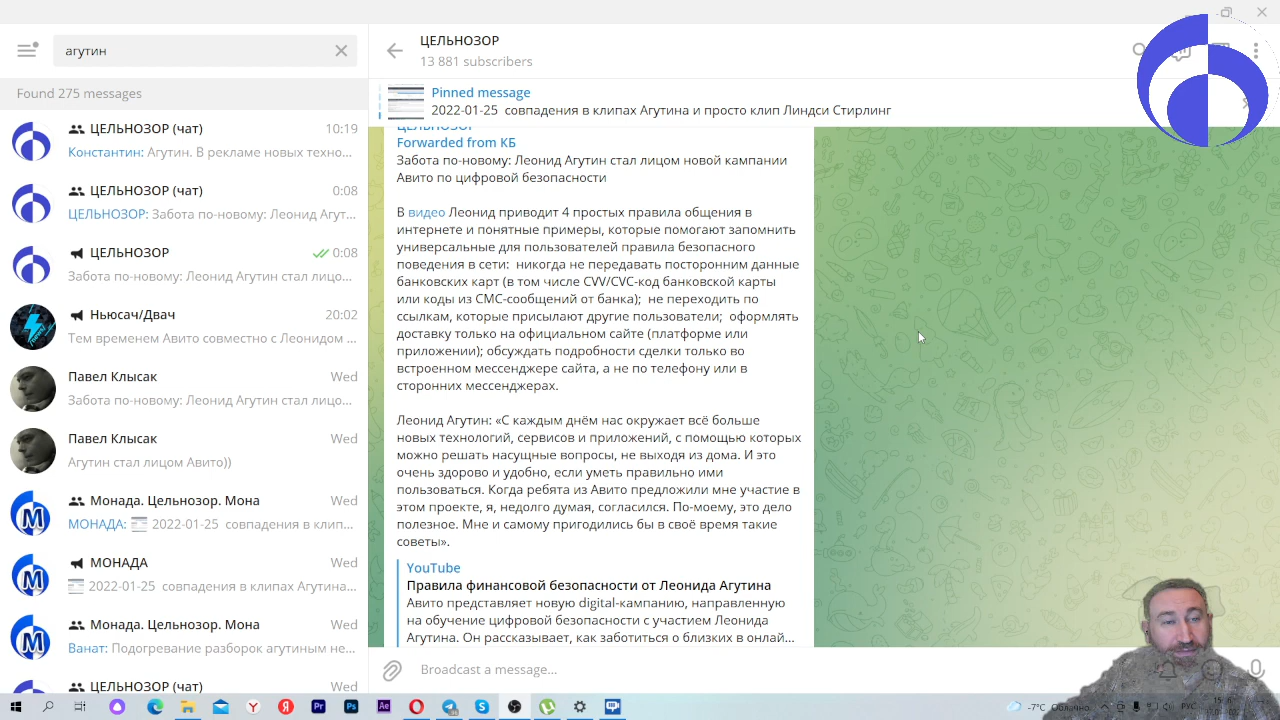 агутин
Found 275 messages
ЦЕЛЬНОЗОР (чат) 10:19
Константин: Агутин. В рекламе новых техно...
ЦЕЛЬНОЗОР (чат) 0:08
ЦЕЛЬНОЗОР: Забота по-новому: Леонид Агут...
ЦЕЛЬНОЗОР 0:08
Забота по-новому: Леонид Агутин стал лицо...
Ньюсач/Двач 20:02
Тем временем Авито совместно с Леонидом ...
Павел Клысак Wed
Забота по-новому: Леонид Агутин стал лицо...
Павел Клысак Wed
Агутин стал лицом Авито))
Монада. Цельнозор. Мона Wed
МОНАДА: 2022-01-25 совпадения в клип...
МОНАДА Wed
2022-01-25 совпадения в клипах Агутина...
Монада. Цельнозор. Мона Wed
Ванат: Подогревание разборок агутиным не...
ЦЕЛЬНОЗОР (чат) Wed
ЦЕЛЬНОЗОР
13 881 subscribers
Pinned message
2022-01-25 совпадения в клипах Агутина и просто клип Линдси Стирлинг
ЦЕЛЬНОЗОР
Forwarded from КБ
Забота по-новому: Леонид Агутин стал лицом новой кампании
Авито по цифровой безопасности
В видео Леонид приводит 4 простых правила общения в
интернете и понятные примеры, которые помогают запомнить
универсальные для пользователей правила безопасного
поведения в сети: никогда не передавать посторонним данные
банковских карт (в том числе CVV/CVC-код банковской карты
или коды из СМС-сообщений от банка); не переходить по
ссылкам, которые присылают другие пользователи; оформлять
доставку только на официальном сайте (платформе или
приложении); обсуждать подробности сделки только во
встроенном мессенджере сайта, а не по телефону или в
сторонних мессенджерах.
Леонид Агутин: «С каждым днём нас окружает всё больше
новых технологий, сервисов и приложений, с помощью которых
можно решать насущные вопросы, не выходя из дома. И это
очень здорово и удобно, если уметь правильно ими
пользоваться. Когда ребята из Авито предложили мне участие в
этом проекте, я, недолго думая, согласился. По-моему, это дело
полезное. Мне и самому пригодились бы в своё время такие
советы».
YouTube
Правила финансовой безопасности от Леонида Агутина
Авито представляет новую digital-кампанию, направленную
на обучение цифровой безопасности с участием Леонида
Агутина. Он рассказывает, как заботиться о близких в онлай...
Broadcast a message...
-7°C Облачно
РУС